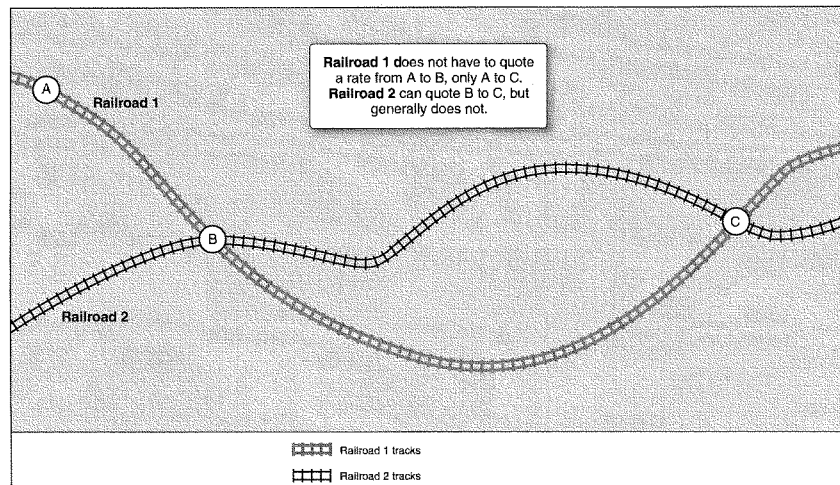 Railroad 1 does not have to quote
a rate from A to B, only A to C.
Railroad 2 can quote B to C, but
generally does not.
A
Railroad 1
B
C
Railroad 2
Railroad 1 tracks
Railroad 2 tracks